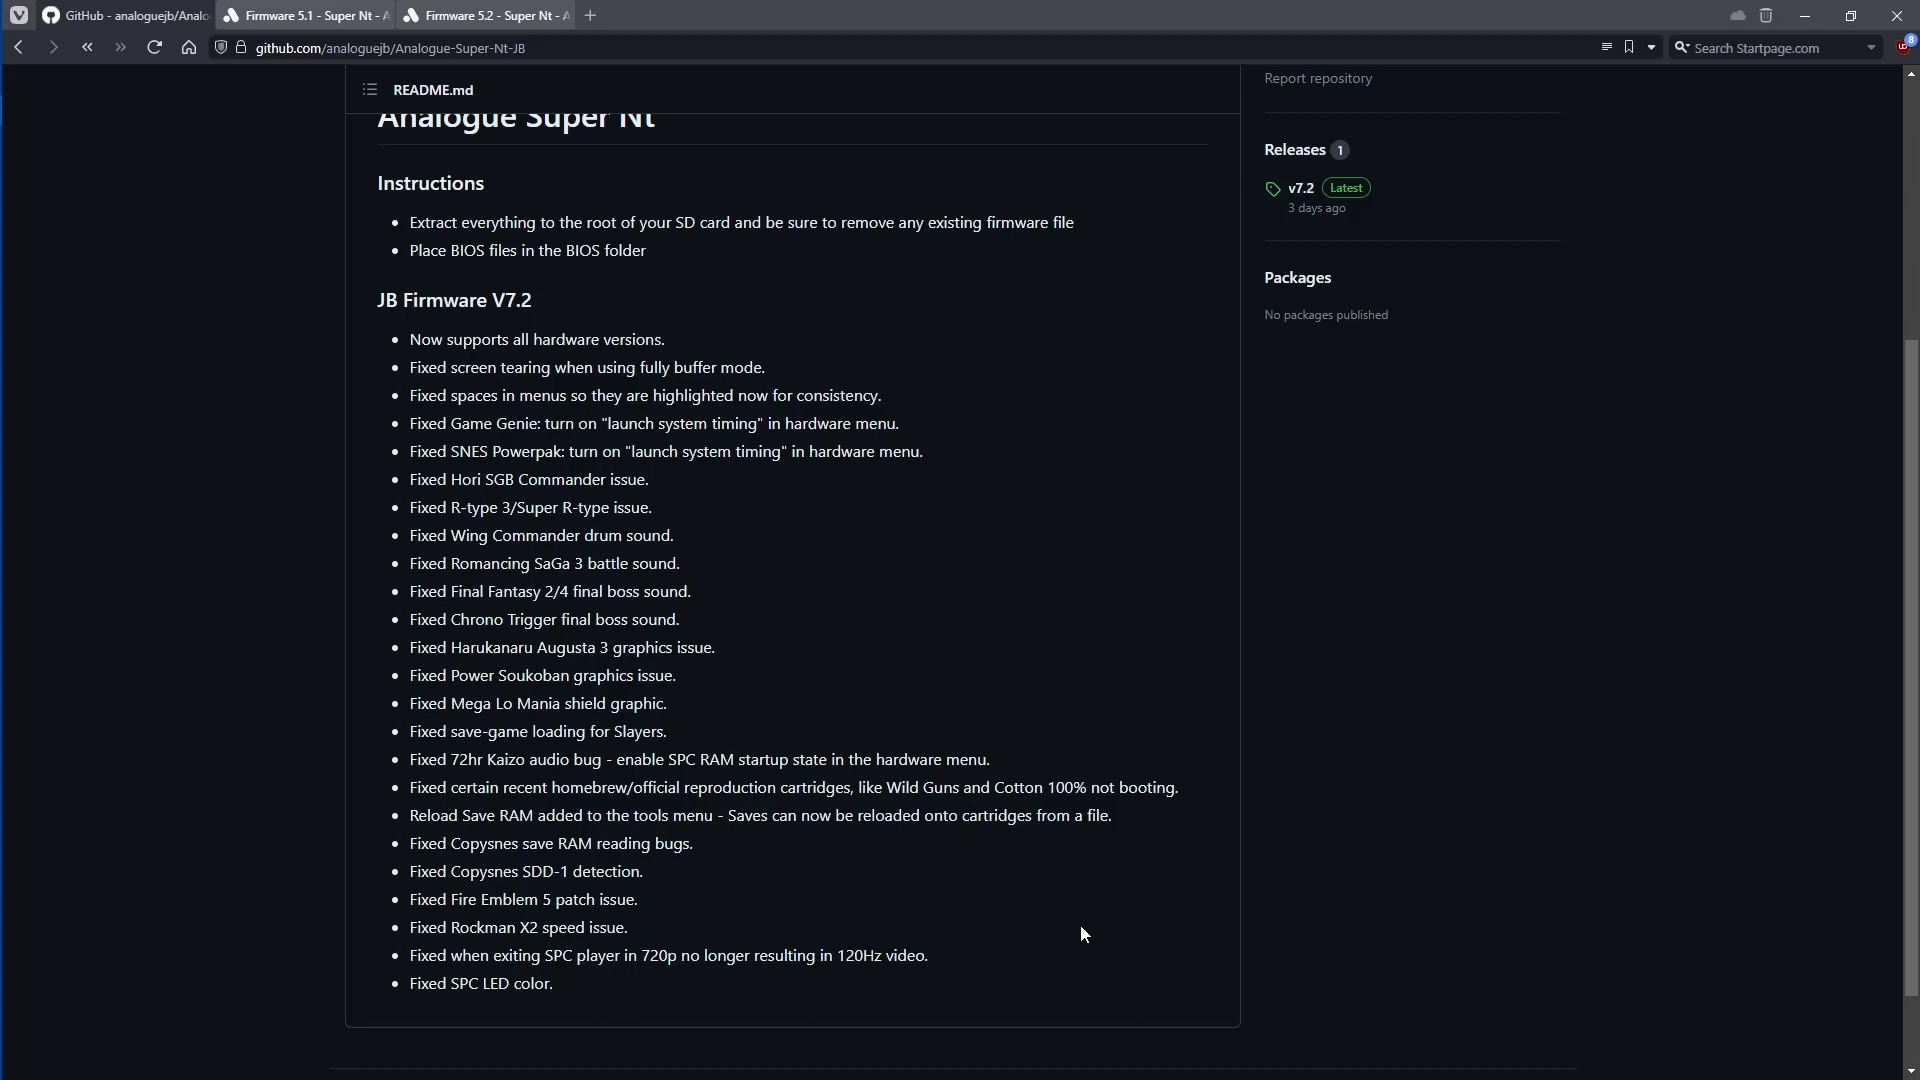 GitHub - analoguejb/Analo
Firmware 5.1 - Super Nt - A
Firmware 5.2 - Super Nt - A
github.com/analoguejb/Analogue-Super-Nt-JB
Search Startpage.com
8
README.md
Analogue Super Nt
Instructions
• Extract everything to the root of your SD card and be sure to remove any existing firmware file
• Place BIOS files in the BIOS folder
JB Firmware V7.2
• Now supports all hardware versions.
• Fixed screen tearing when using fully buffer mode.
• Fixed spaces in menus so they are highlighted now for consistency.
• Fixed Game Genie: turn on "launch system timing" in hardware menu.
• Fixed SNES Powerpak: turn on "launch system timing" in hardware menu.
• Fixed Hori SGB Commander issue.
• Fixed R-type 3/Super R-type issue.
• Fixed Wing Commander drum sound.
• Fixed Romancing SaGa 3 battle sound.
• Fixed Final Fantasy 2/4 final boss sound.
• Fixed Chrono Trigger final boss sound.
• Fixed Harukanaru Augusta 3 graphics issue.
• Fixed Power Soukoban graphics issue.
• Fixed Mega Lo Mania shield graphic.
• Fixed save-game loading for Slayers.
• Fixed 72hr Kaizo audio bug - enable SPC RAM startup state in the hardware menu.
• Fixed certain recent homebrew/official reproduction cartridges, like Wild Guns and Cotton 100% not booting.
• Reload Save RAM added to the tools menu - Saves can now be reloaded onto cartridges from a file.
• Fixed Copysnes save RAM reading bugs.
• Fixed Copysnes SDD-1 detection.
• Fixed Fire Emblem 5 patch issue.
• Fixed Rockman X2 speed issue.
• Fixed when exiting SPC player in 720p no longer resulting in 120Hz video.
• Fixed SPC LED color.
Report repository
Releases 1
v7.2 Latest
3 days ago
Packages
No packages published